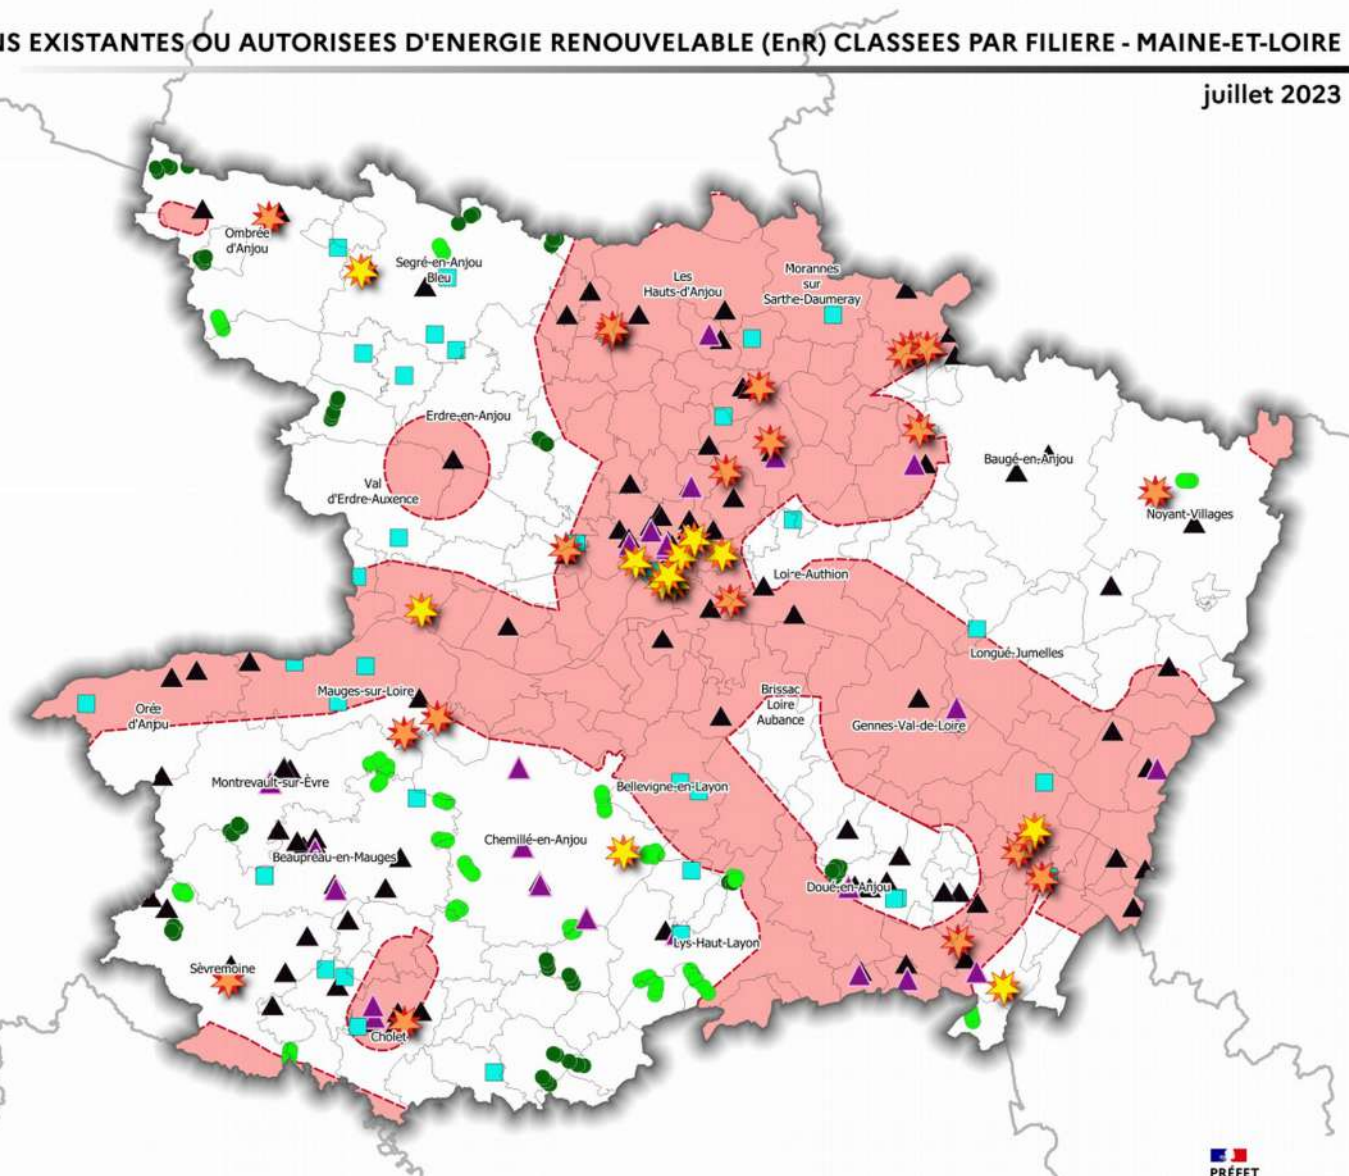 NS EXISTANTES OU AUTORISEES D'ENERGIE RENOUVELABLE (EnR) CLASSEES PAR FILIERE - MAINE-ET-LOIRE
juillet 2023
Ombrée
d'Anjou
Segré-en-Anjou
Bleu
Les
Hauts-d'Anjou
Morannes
sur
Sarthe-Daumeray
Erdre-en-Anjou
Val
d'Erdre-Auxence
Baugé-en-Anjou
Noyant-Villages
Loire-Authion
Longué-Jumelles
Mauges-sur-Loire
Orée
d'Anjou
Brissac
Loire
Aubance
Gennes-Val-de-Loire
Montrevault-sur-Èvre
Bellevigne-en-Layon
Chemillé-en-Anjou
Beaupréau-en-Mauges
Doué-en-Anjou
Lys-Haut-Layon
Sèvremoine
Cholet
PRÉFET